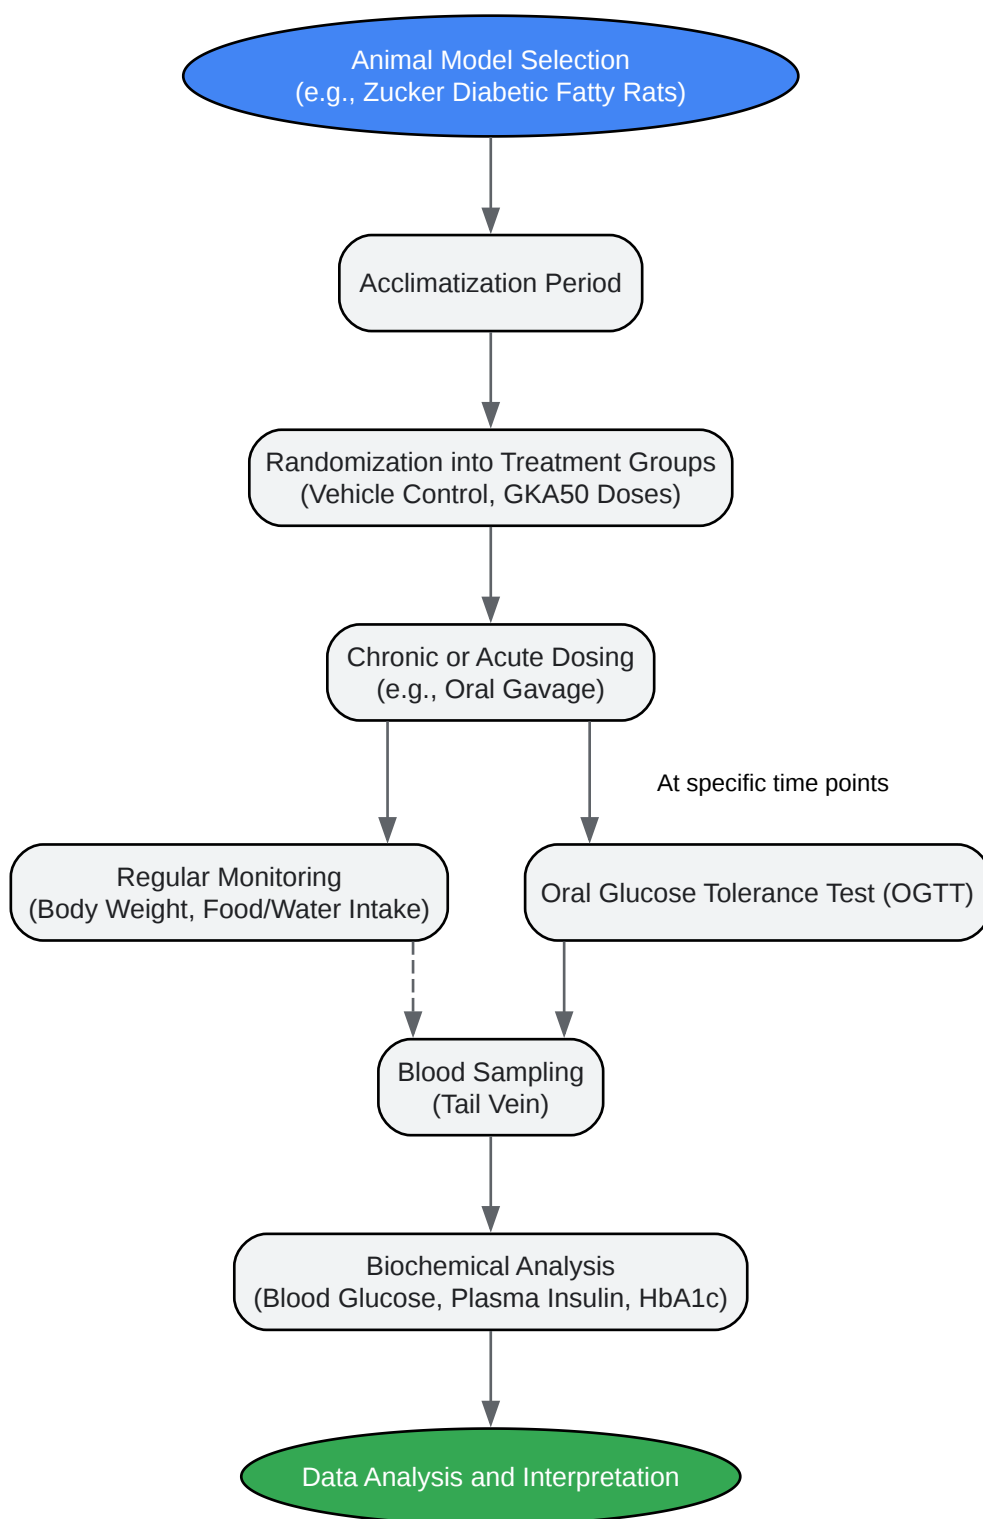 Animal Model Selection
(e.g., Zucker Diabetic Fatty Rats)
Acclimatization Period
Randomization into Treatment Groups
(Vehicle Control, GKA50 Doses)
Chronic or Acute Dosing
(e.g., Oral Gavage)
At specific time points
Regular Monitoring
(Body Weight, Food/Water Intake)
Oral Glucose Tolerance Test (OGTT)
Blood Sampling
(Tail Vein)
Biochemical Analysis
(Blood Glucose, Plasma Insulin, HbA1c)
Data Analysis and Interpretation